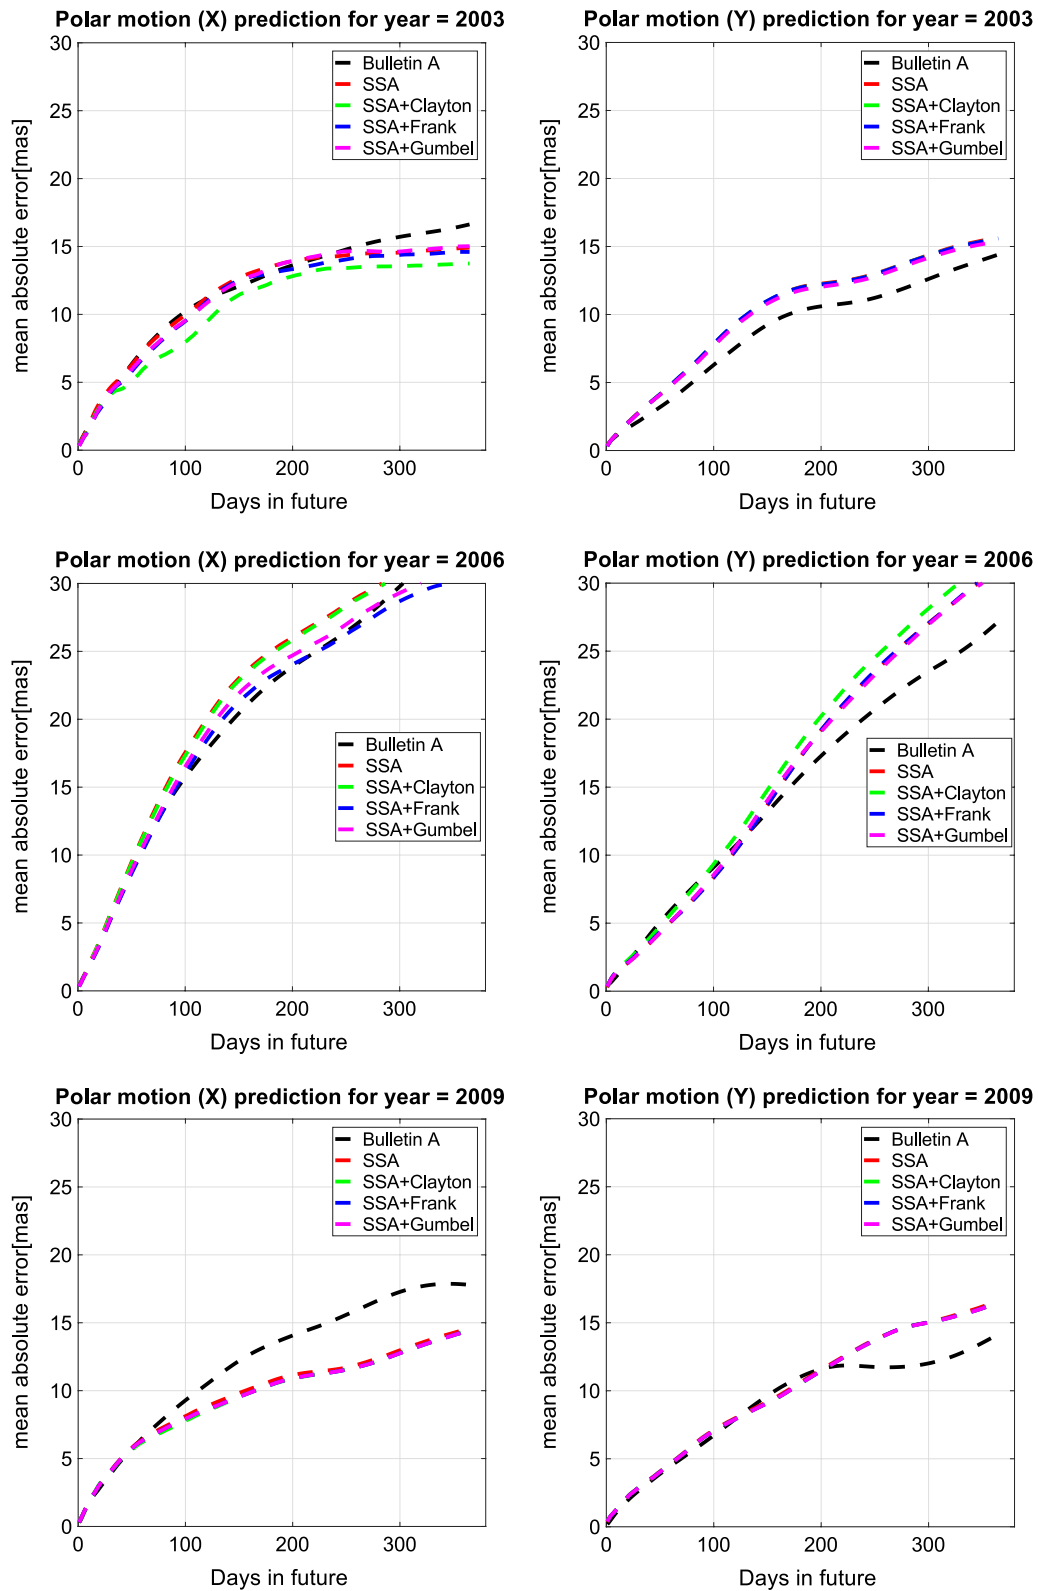 Polar motion (X) prediction for year = 2003
30
25
20
15
10
5
0
0 100 200 300
mean absolute error[mas]
Days in future
Bulletin A
SSA
SSA+Clayton
SSA+Frank
SSA+Gumbel
Polar motion (Y) prediction for year = 2003
30
25
20
15
10
5
0
0 100 200 300
mean absolute error[mas]
Days in future
Bulletin A
SSA
SSA+Clayton
SSA+Frank
SSA+Gumbel
Polar motion (X) prediction for year = 2006
30
25
20
15
10
5
0
0 100 200 300
mean absolute error[mas]
Days in future
Bulletin A
SSA
SSA+Clayton
SSA+Frank
SSA+Gumbel
Polar motion (Y) prediction for year = 2006
30
25
20
15
10
5
0
0 100 200 300
mean absolute error[mas]
Days in future
Bulletin A
SSA
SSA+Clayton
SSA+Frank
SSA+Gumbel
Polar motion (X) prediction for year = 2009
30
25
20
15
10
5
0
0 100 200 300
mean absolute error[mas]
Days in future
Bulletin A
SSA
SSA+Clayton
SSA+Frank
SSA+Gumbel
Polar motion (Y) prediction for year = 2009
30
25
20
15
10
5
0
0 100 200 300
mean absolute error[mas]
Days in future
Bulletin A
SSA
SSA+Clayton
SSA+Frank
SSA+Gumbel